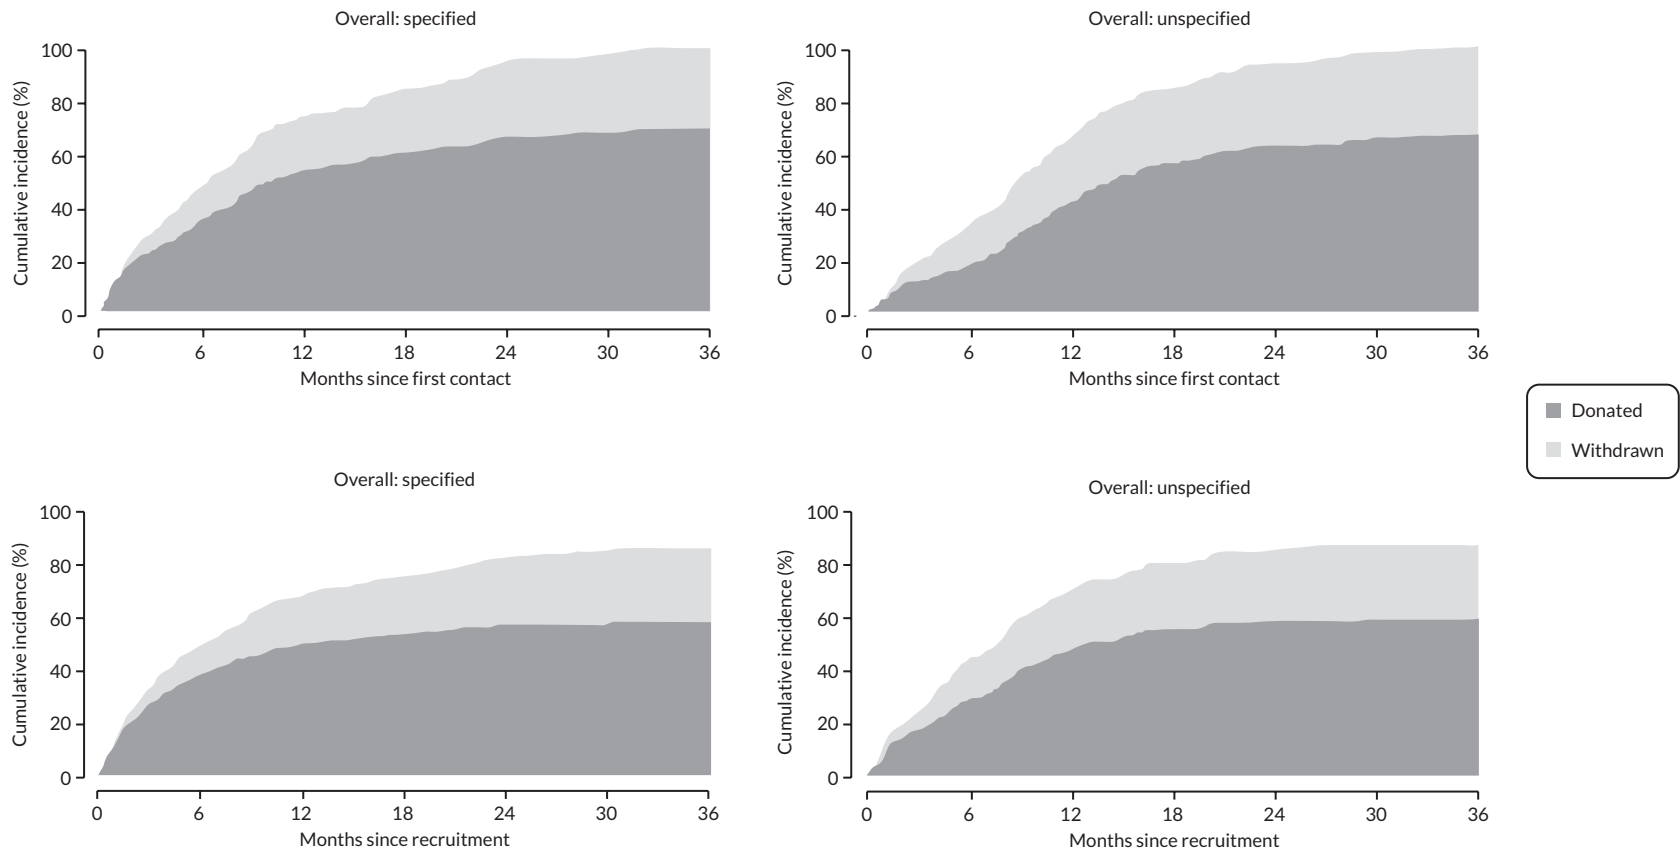 Overall: specified
100
80
60
40
20
0
Cumulative incidence (%)
0 6 12 18 24 30 36
Months since first contact
Overall: unspecified
100
80
60
40
20
0
Cumulative incidence (%)
0 6 12 18 24 30 36
Months since first contact
Donated
Withdrawn
Overall: specified
100
80
60
40
20
0
Cumulative incidence (%)
0 6 12 18 24 30 36
Months since recruitment
Overall: unspecified
100
80
60
40
20
0
Cumulative incidence (%)
0 6 12 18 24 30 36
Months since recruitment